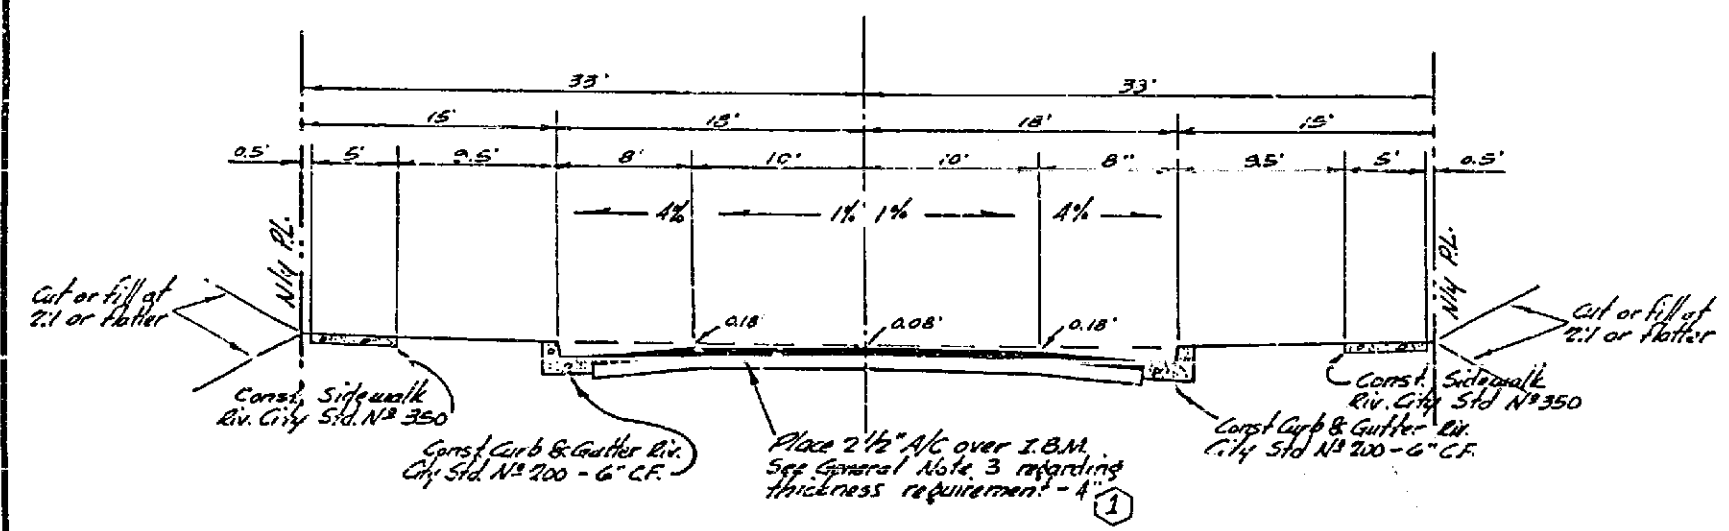 33' 33'
15' 18' 18' 15'
0.5' 5' 9.5' 8' 10' 10' 8" 9.5' 5' 0.5'
4% 1% 1% 4%
N'ly P.L.
N'ly P.L.
Cut or fill at
2:1 or flatter
0.18' 0.08' 0.18'
Cut or fill at
2:1 or flatter
Const. Sidewalk
Riv. City Std. Nº 350
Const. Curb & Gutter Riv.
City Std. Nº 200 - 6" C.F.
Place 2 1/2" A/C over I.B.M.
See General Note 3 regarding
thickness requirement - 4"
1
Const. Sidewalk
Riv. City Std Nº 350
Const Curb & Gutter Riv.
City Std Nº 200 - 6" C.F.